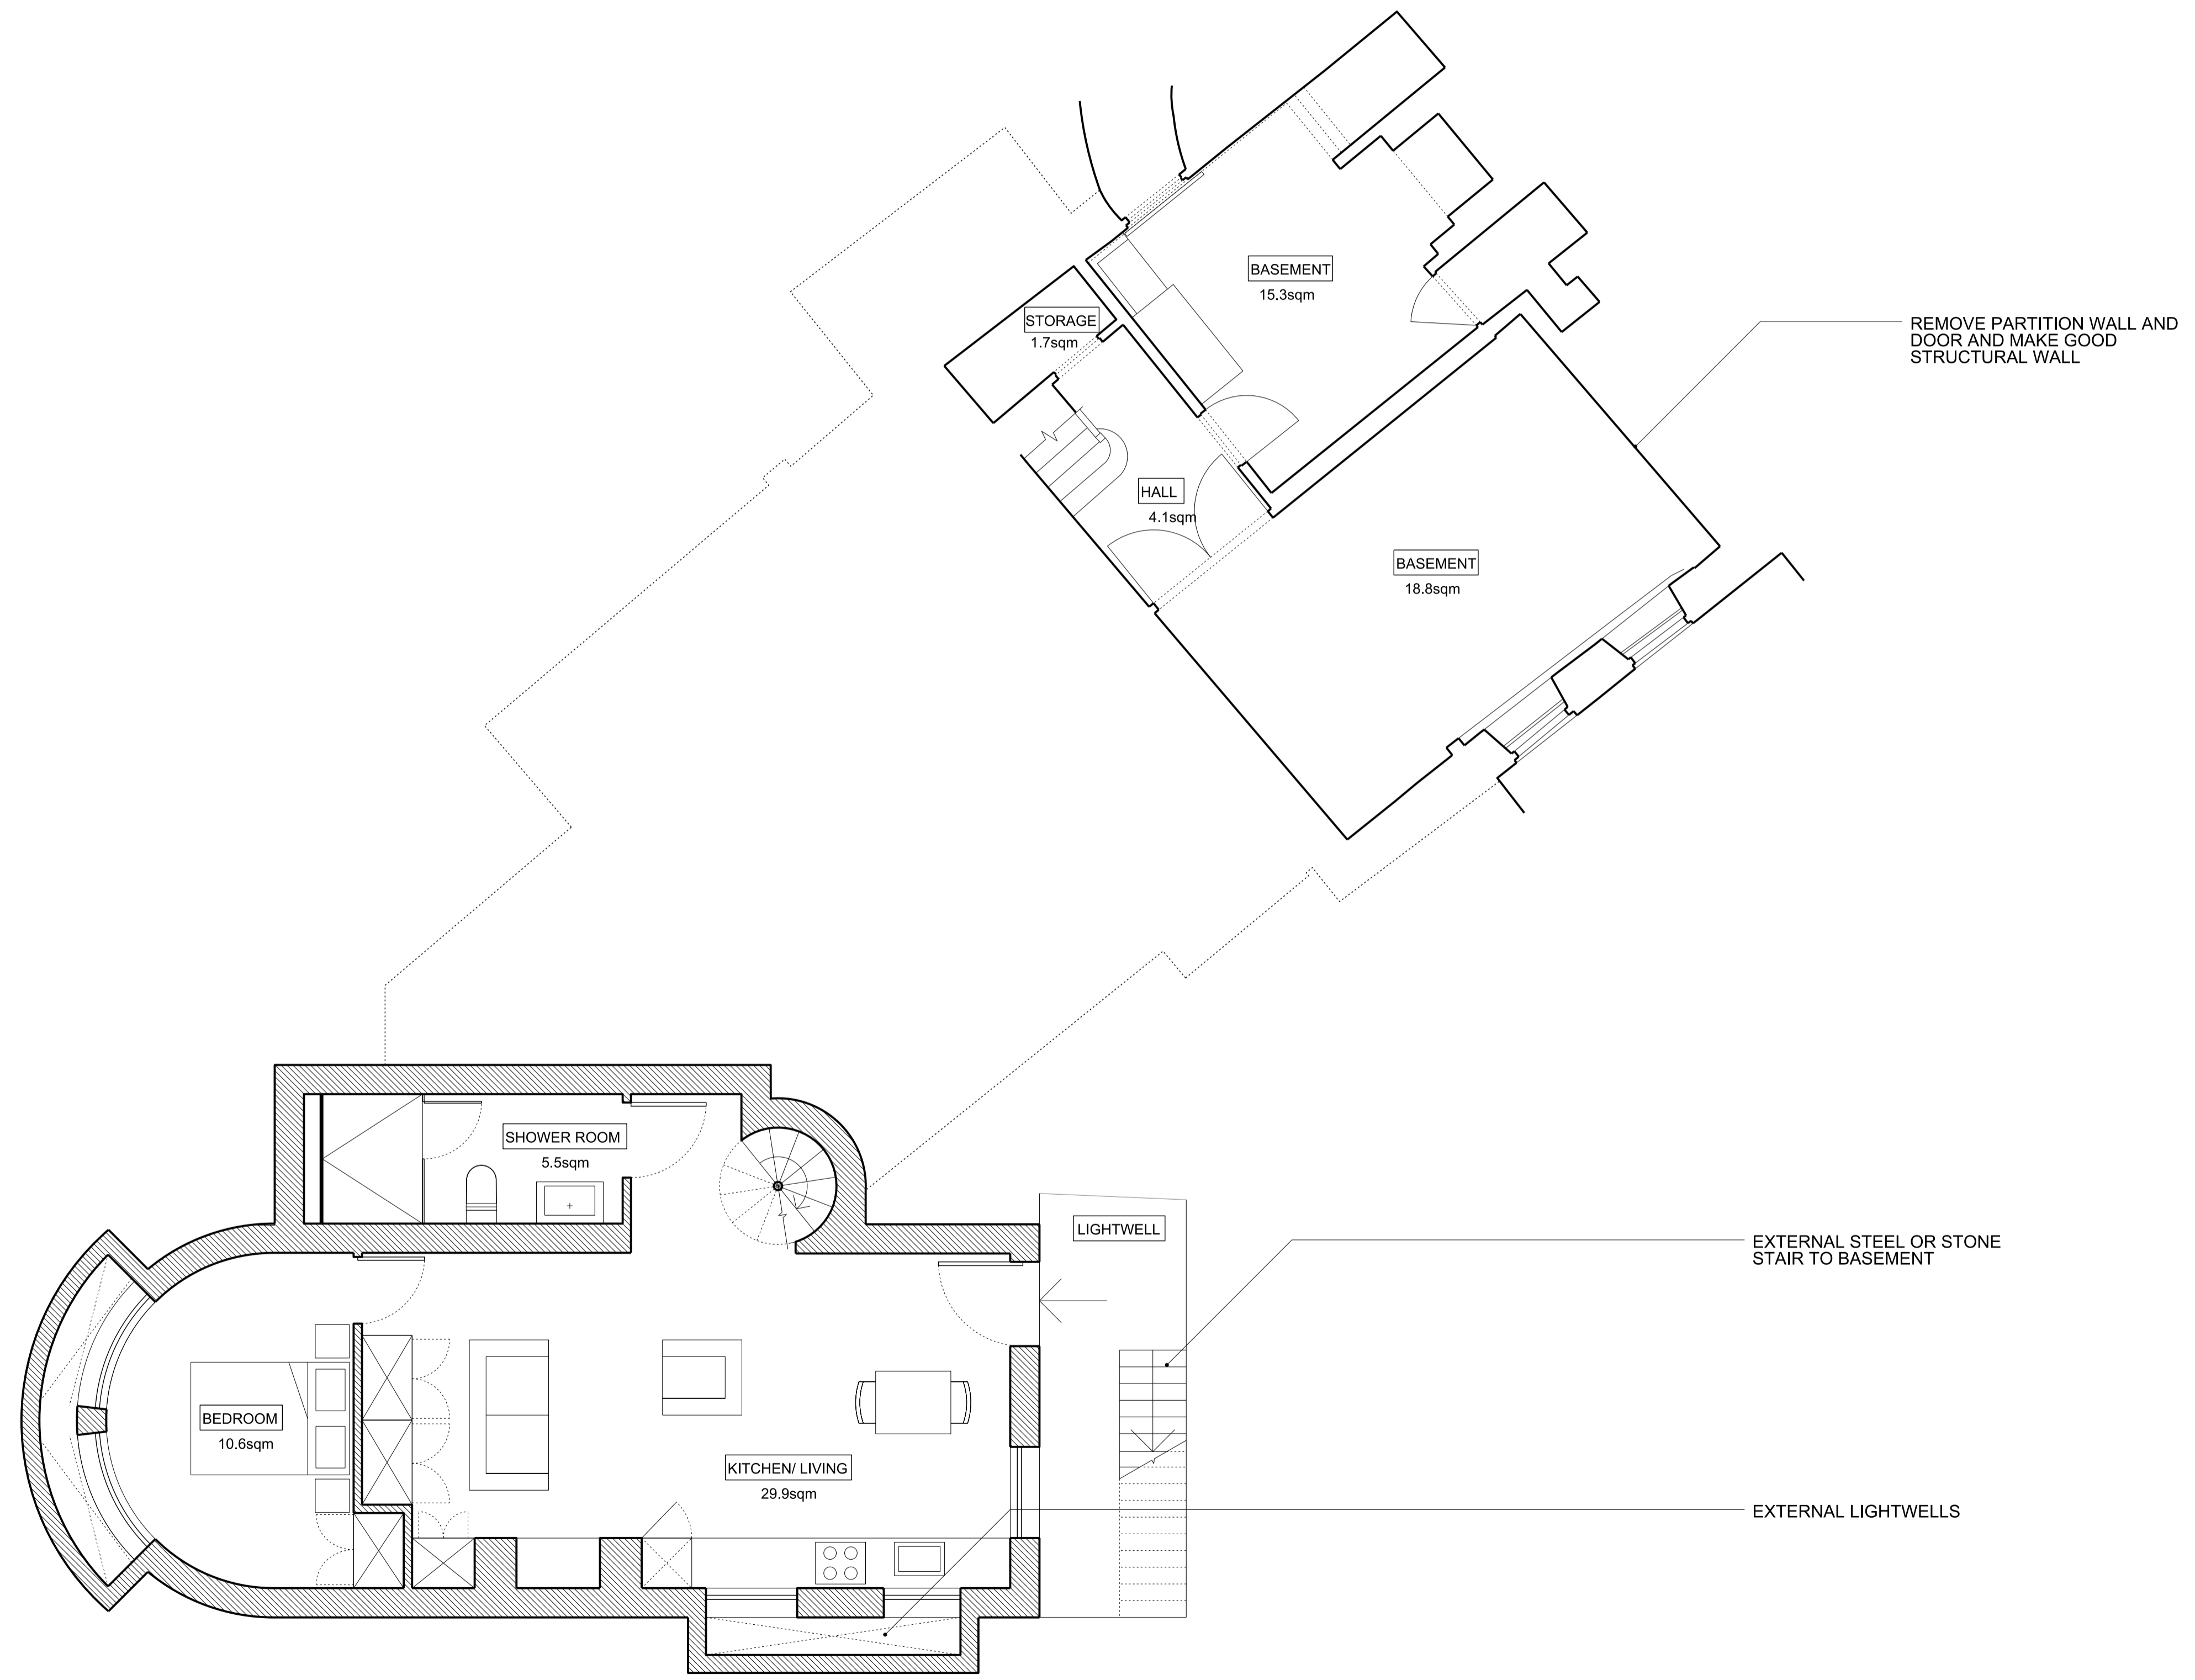 BASEMENT
15.3sqm
STORAGE
1.7sqm
REMOVE PARTITION WALL AND
DOOR AND MAKE GOOD
STRUCTURAL WALL
HALL
4.1sqm
BASEMENT
18.8sqm
SHOWER ROOM
5.5sqm
LIGHTWELL
EXTERNAL STEEL OR STONE
STAIR TO BASEMENT
BEDROOM
10.6sqm
KITCHEN/ LIVING
29.9sqm
EXTERNAL LIGHTWELLS